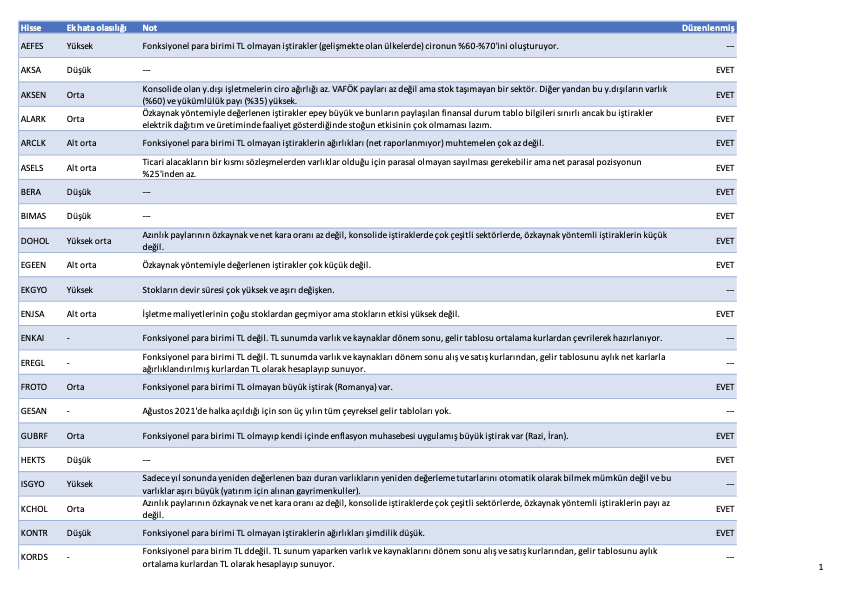 Hisse Ek hata olasılığı Not Düzenlenmiş
AEFES Yüksek Fonksiyonel para birimi TL olmayan iştirakler (gelişmekte olan ülkelerde) cironun %60-%70'ini oluşturuyor. ---
AKSA Düşük --- EVET
AKSEN Orta Konsolide olan y.dışı işletmelerin ciro ağırlığı az. VAFÖK payları az değil ama stok taşımayan bir sektör. Diğer yandan bu y.dışıların varlık
(%60) ve yükümlülük payı (%35) yüksek. EVET
ALARK Orta Özkaynak yöntemiyle değerlenen iştirakler epey büyük ve bunların paylaşılan finansal durum tablo bilgileri sınırlı ancak bu iştirakler
elektrik dağıtım ve üretiminde faaliyet gösterdiğinde stoğun etkisinin çok olmaması lazım. EVET
ARCLK Alt orta Fonksiyonel para birimi TL olmayan iştiraklerin ağırlıkları (net raporlanmıyor) muhtemelen çok az değil. EVET
ASELS Alt orta Ticari alacakların bir kısmı sözleşmelerden varlıklar olduğu için parasal olmayan sayılması gerekebilir ama net parasal pozisyonun
%25'inden az. EVET
BERA Düşük --- EVET
BIMAS Düşük --- EVET
DOHOL Yüksek orta Azınlık paylarının özkaynak ve net kara oranı az değil, konsolide iştiraklerde çok çeşitli sektörlerde, özkaynak yöntemli iştiraklerin küçük
değil. EVET
EGEEN Alt orta Özkaynak yöntemiyle değerlenen iştirakler çok küçük değil. EVET
EKGYO Yüksek Stokların devir süresi çok yüksek ve aşırı değişken. ---
ENJSA Alt orta İşletme maliyetlerinin çoğu stoklardan geçmiyor ama stokların etkisi yüksek değil. EVET
ENKAI - Fonksiyonel para birimi TL değil. TL sunumda varlık ve kaynaklar dönem sonu, gelir tablosu ortalama kurlardan çevrilerek hazırlanıyor. ---
EREGL - Fonksiyonel para birimi TL değil. TL sunumda varlık ve kaynakları dönem sonu alış ve satış kurlarından, gelir tablosunu aylık net karlarla
ağırlıklandırılmış kurlardan TL olarak hesaplayıp sunuyor. ---
FROTO Orta Fonksiyonel para birimi TL olmayan büyük iştirak (Romanya) var. EVET
GESAN - Ağustos 2021'de halka açıldığı için son üç yılın tüm çeyreksel gelir tabloları yok. ---
GUBRF Orta Fonksiyonel para birimi TL olmayıp kendi içinde enflasyon muhasebesi uygulamış büyük iştirak var (Razi, İran). EVET
HEKTS Düşük --- EVET
ISGYO Yüksek Sadece yıl sonunda yeniden değerlenen bazı duran varlıkların yeniden değerleme tutarlarını otomatik olarak bilmek mümkün değil ve bu
varlıklar aşırı büyük (yatırım için alınan gayrimenkuller). ---
KCHOL Orta Azınlık paylarının özkaynak ve net kara oranı az değil, konsolide iştiraklerde çok çeşitli sektörlerde, özkaynak yöntemli iştiraklerin payı az
değil. EVET
KONTR Düşük Fonksiyonel para birimi TL olmayan iştiraklerin ağırlıkları şimdilik düşük. EVET
KORDS - Fonksiyonel para birim TL ddeğil. TL sunum yaparken varlık ve kaynaklarını dönem sonu alış ve satış kurlarından, gelir tablosunu aylık
ortalama kurlardan TL olarak hesaplayıp sunuyor. ---
1